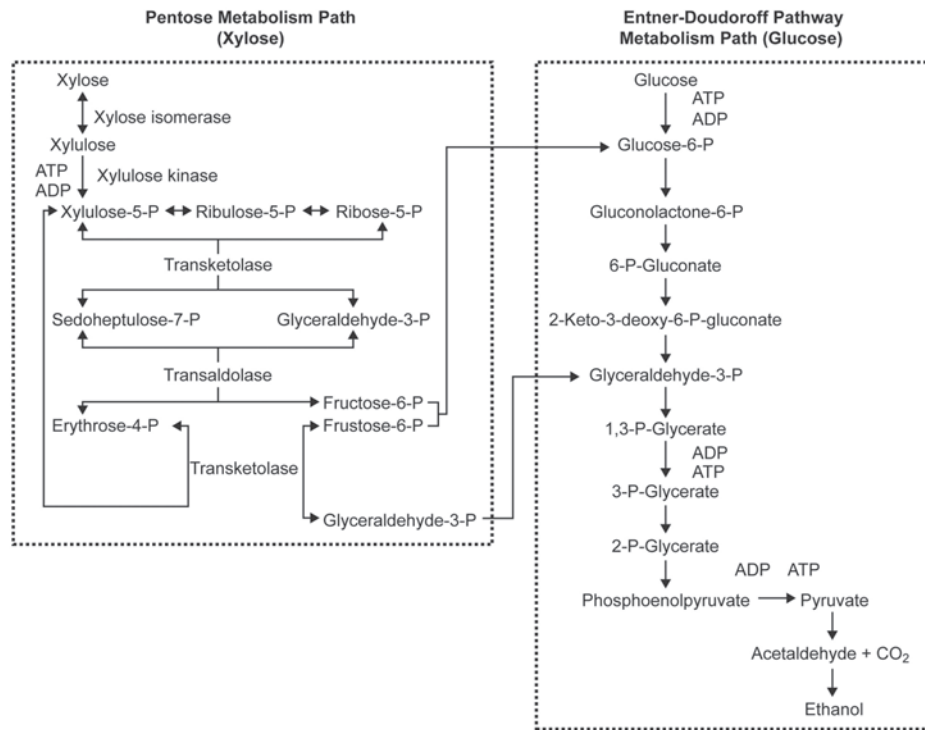 Pentose Metabolism Path
(Xylose)
Xylose
Xylose isomerase
Xylulose
ATP
ADP
Xylulose kinase
Xylulose-5-P
Ribulose-5-P
Ribose-5-P
Transketolase
Sedoheptulose-7-P
Glyceraldehyde-3-P
Transaldolase
Fructose-6-P
Erythrose-4-P
Frustose-6-P
Transketolase
Glyceraldehyde-3-P
Entner-Doudoroff Pathway
Metabolism Path (Glucose)
Glucose
ATP
ADP
Glucose-6-P
Gluconolactone-6-P
6-P-Gluconate
2-Keto-3-deoxy-6-P-gluconate
Glyceraldehyde-3-P
1,3-P-Glycerate
ADP
ATP
3-P-Glycerate
2-P-Glycerate
ADP ATP
Phosphoenolpyruvate
Pyruvate
Acetaldehyde + CO₂
Ethanol